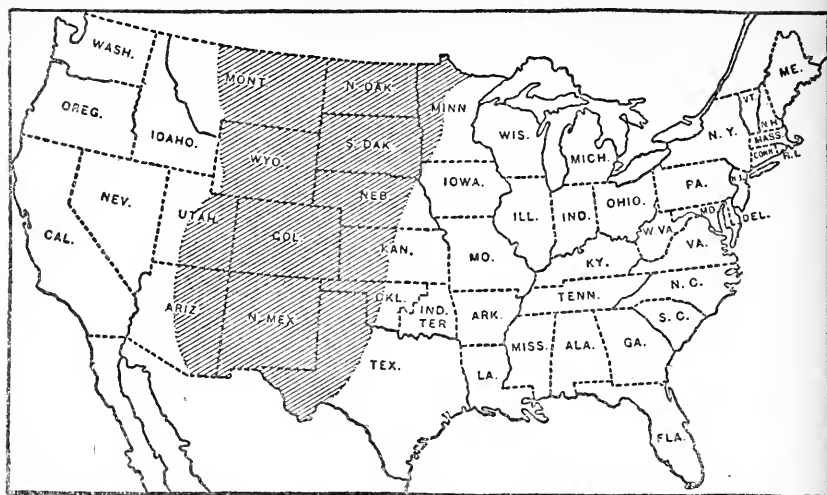 WASH.
MONT.
N. DAK.
MINN
ME.
OREG.
IDAHO.
WYO.
S. DAK.
WIS.
MICH.
N.Y.
VT.
N.H.
MASS.
CONN.
R.I.
NEV.
UTAH.
COL.
NEB.
IOWA.
ILL.
IND.
OHIO.
PA.
N.J.
MD.
DEL.
CAL.
KAN.
MO.
KY.
W.VA.
VA.
ARIZ.
N. MEX.
OKL.
IND.
TER
ARK.
TENN.
N. C.
S. C.
TEX.
LA.
MISS.
ALA.
GA.
FLA.